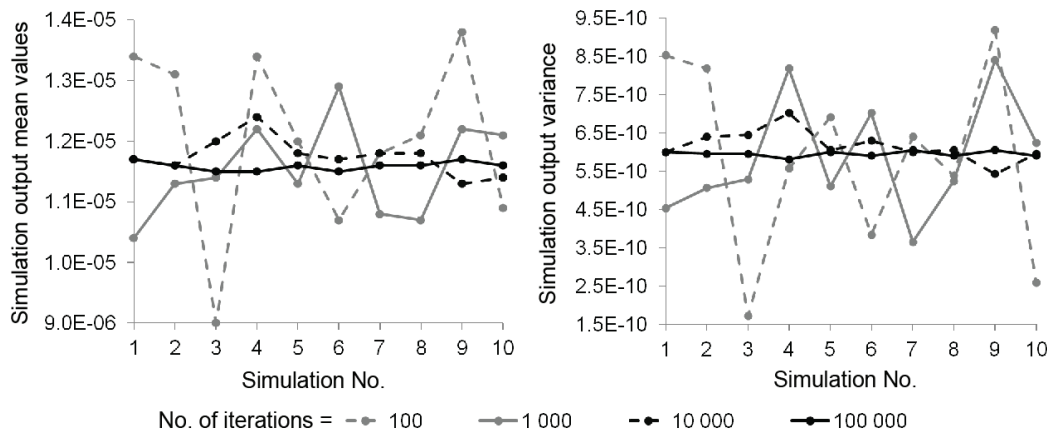 Simulation output mean values
1.4E-05
1.3E-05
1.2E-05
1.1E-05
1.0E-05
9.0E-06
1 2 3 4 5 6 7 8 9 10
Simulation No.
Simulation output variance
9.5E-10
8.5E-10
7.5E-10
6.5E-10
5.5E-10
4.5E-10
3.5E-10
2.5E-10
1.5E-10
1 2 3 4 5 6 7 8 9 10
Simulation No.
No. of iterations = 100 1 000 10 000 100 000